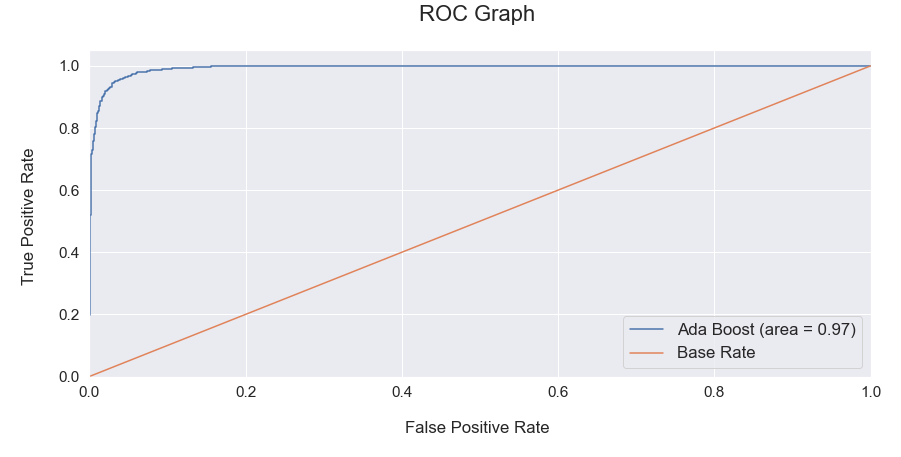 ROC Graph
1.0
0.8
0.6
0.4
0.2
0.0
True Positive Rate
Ada Boost (area = 0.97)
Base Rate
0.0 0.2 0.4 0.6 0.8 1.0
False Positive Rate